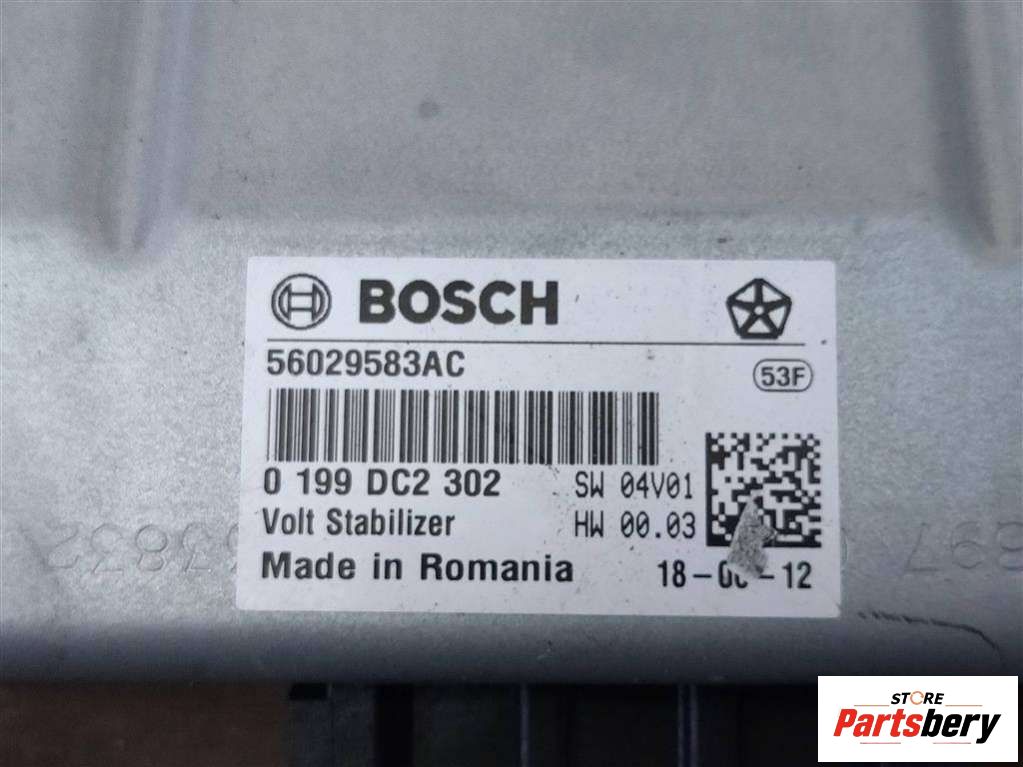 BOSCH
56029583AC
53F
0 199 DC2 302 SW 04V01
Volt Stabilizer HW 00.03
Made in Romania
STORE
Partsbery